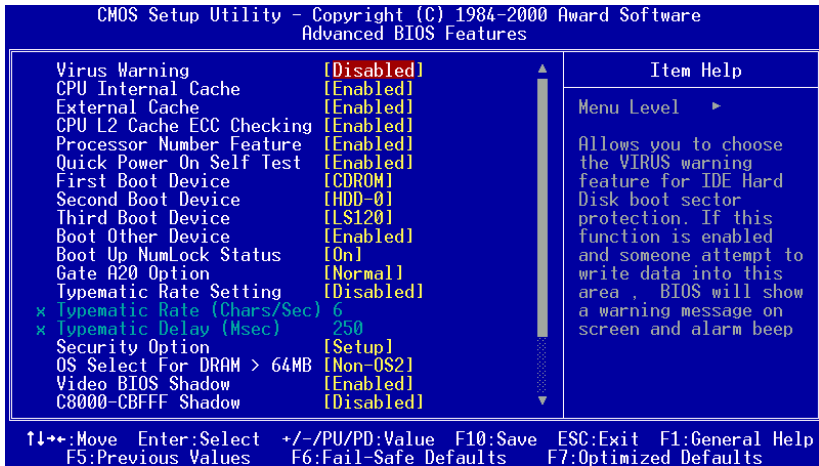 CMOS Setup Utility - Copyright (C) 1984-2000 Award Software
Advanced BIOS Features
Virus Warning [Disabled]
CPU Internal Cache [Enabled]
External Cache [Enabled]
CPU L2 Cache ECC Checking [Enabled]
Processor Number Feature [Enabled]
Quick Power On Self Test [Enabled]
First Boot Device [CDROM]
Second Boot Device [HDD-0]
Third Boot Device [LS120]
Boot Other Device [Enabled]
Boot Up NumLock Status [On]
Gate A20 Option [Normal]
Typematic Rate Setting [Disabled]
x Typematic Rate (Chars/Sec) 6
x Typematic Delay (Msec) 250
Security Option [Setup]
OS Select For DRAM > 64MB [Non-OS2]
Video BIOS Shadow [Enabled]
C8000-CBFFF Shadow [Disabled]
Item Help
Menu Level ►
Allows you to choose
the VIRUS warning
feature for IDE Hard
Disk boot sector
protection. If this
function is enabled
and someone attempt to
write data into this
area , BIOS will show
a warning message on
screen and alarm beep
↑↓→←:Move Enter:Select +/-/PU/PD:Value F10:Save ESC:Exit F1:General Help
F5:Previous Values F6:Fail-Safe Defaults F7:Optimized Defaults